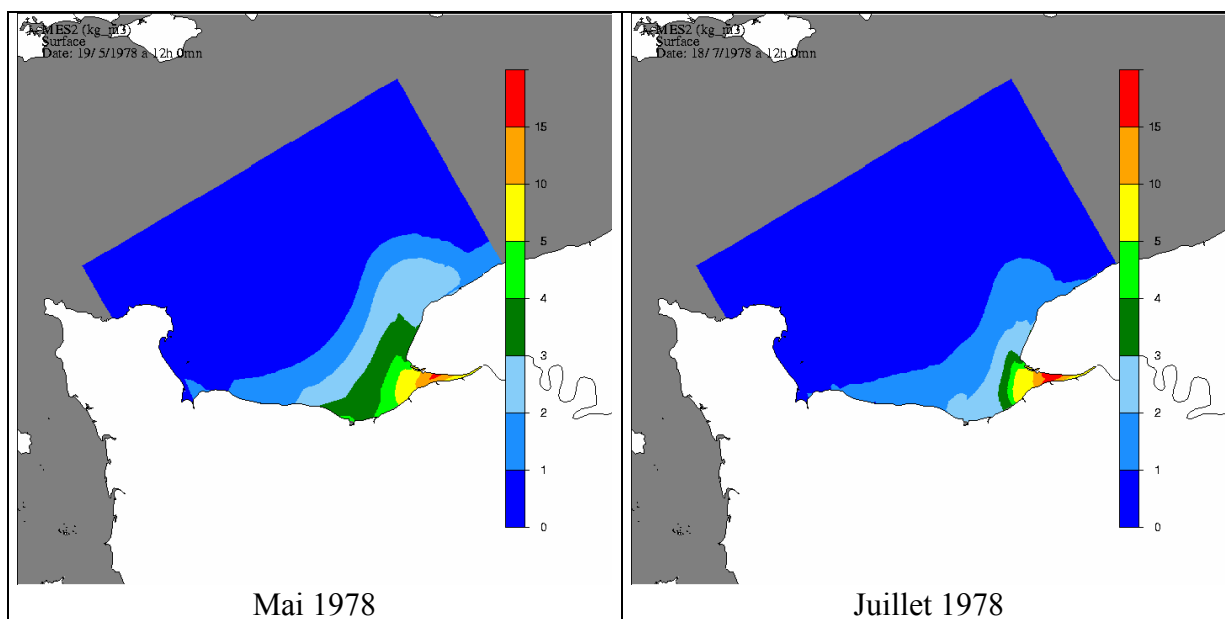 MES2 (kg_m3)
Surface
Date: 19/ 5/1978 a 12h 0mn
15
10
5
4
3
2
1
0
Mai 1978
MES2 (kg_m3)
Surface
Date: 18/ 7/1978 a 12h 0mn
15
10
5
4
3
2
1
0
Juillet 1978